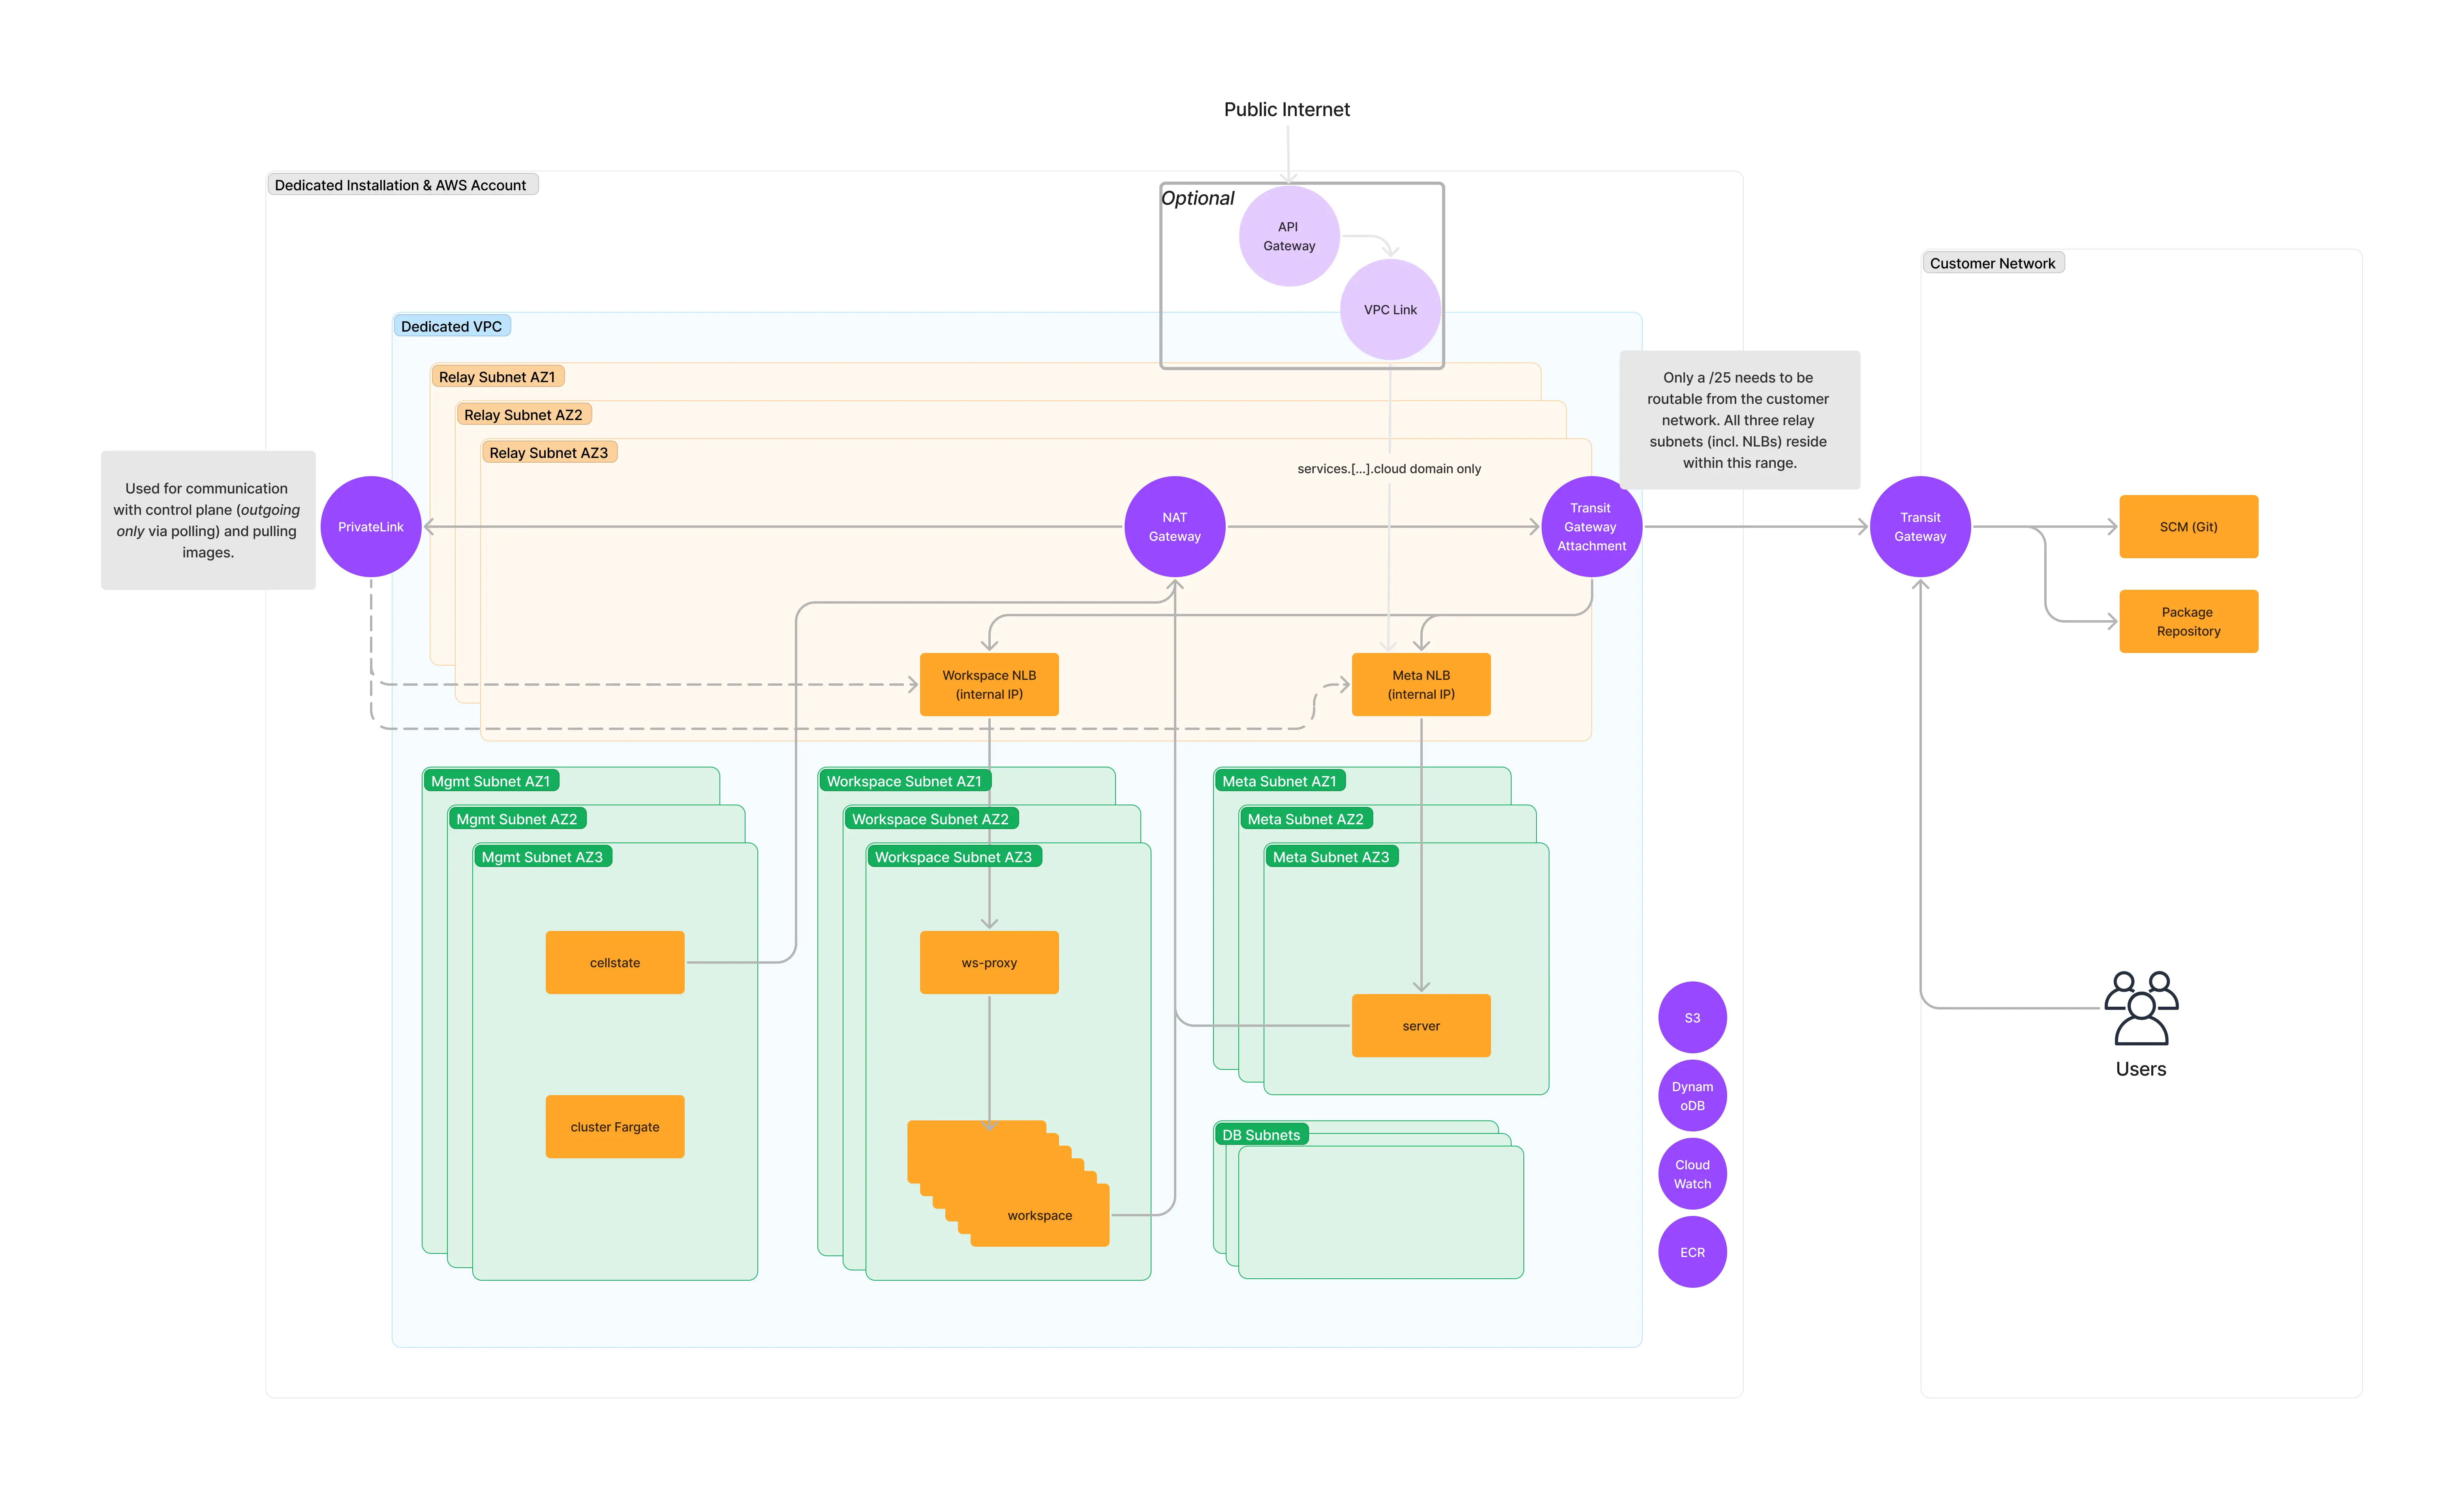 Public Internet
Dedicated Installation & AWS Account
Optional
API
Gateway
VPC Link
Customer Network
Dedicated VPC
Relay Subnet AZ1
Relay Subnet AZ2
Relay Subnet AZ3
services.[...].cloud domain only
Only a /25 needs to be
routable from the customer
network. All three relay
subnets (incl. NLBs) reside
within this range.
Used for communication
with control plane (outgoing
only via polling) and pulling
images.
PrivateLink
NAT
Gateway
Transit
Gateway
Attachment
Transit
Gateway
SCM (Git)
Package
Repository
Workspace NLB
(internal IP)
Meta NLB
(internal IP)
Mgmt Subnet AZ1
Mgmt Subnet AZ2
Mgmt Subnet AZ3
cellstate
cluster Fargate
Workspace Subnet AZ1
Workspace Subnet AZ2
Workspace Subnet AZ3
ws-proxy
workspace
Meta Subnet AZ1
Meta Subnet AZ2
Meta Subnet AZ3
server
DB Subnets
S3
Dynam
oDB
Cloud
Watch
ECR
Users